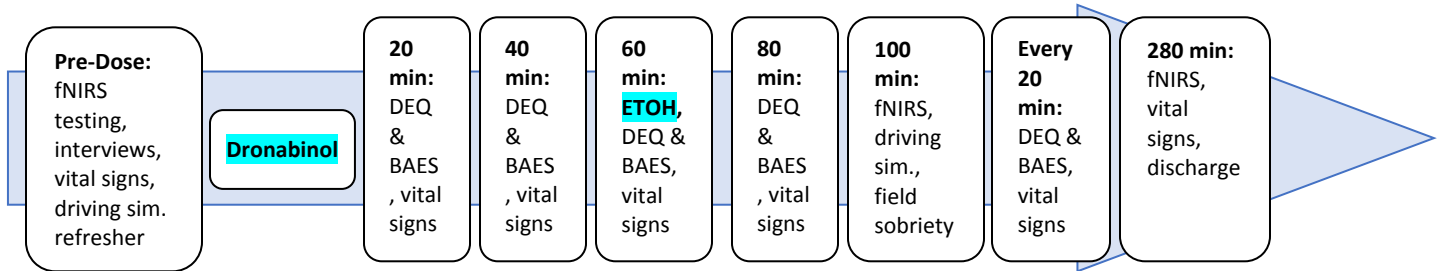 Pre-Dose:
fNIRS
testing,
interviews,
vital signs,
driving sim.
refresher
Dronabinol
20
min:
DEQ
&
BAES
, vital
signs
40
min:
DEQ
&
BAES
, vital
signs
60
min:
ETOH,
DEQ &
BAES,
vital
signs
80
min:
DEQ
&
BAES
, vital
signs
100
min:
fNIRS,
driving
sim.,
field
sobriety
Every
20
min:
DEQ &
BAES,
vital
signs
280 min:
fNIRS,
vital
signs,
discharge